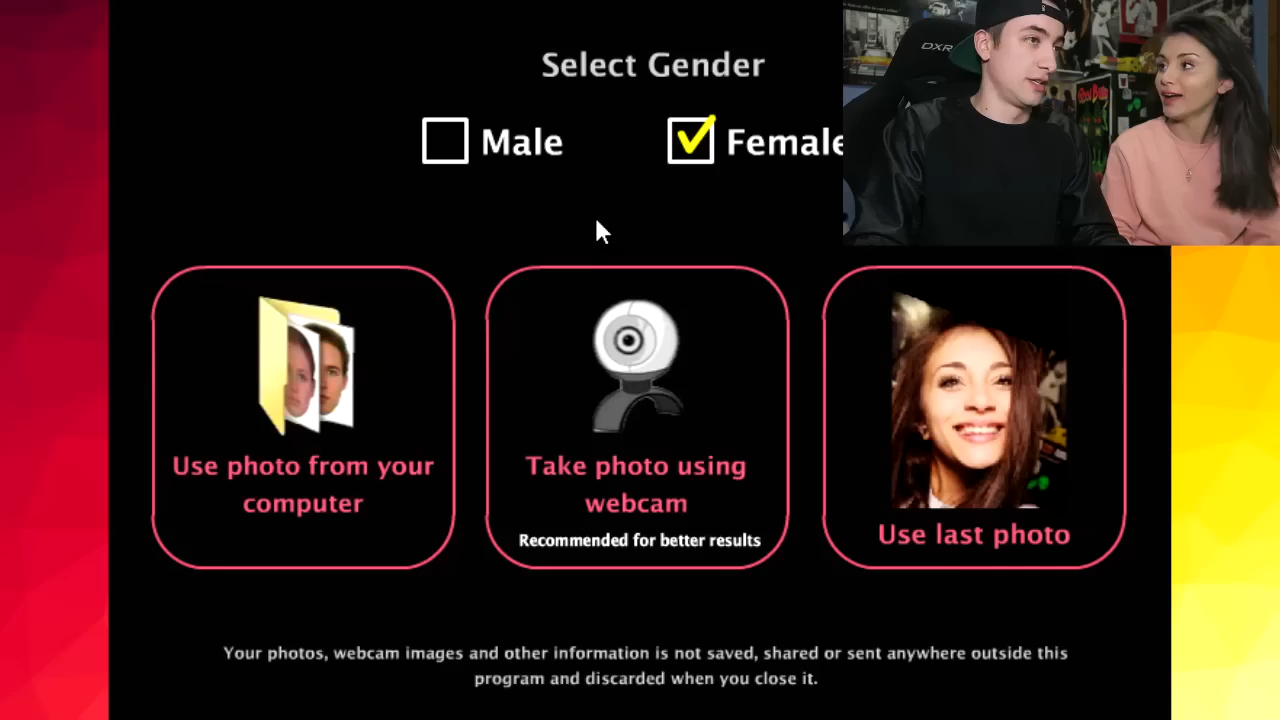 Select Gender
Male
Female
DXR
Use photo from your
computer
Take photo using
webcam
Recommended for better results
Use last photo
Your photos, webcam images and other information is not saved, shared or sent anywhere outside this
program and discarded when you close it.